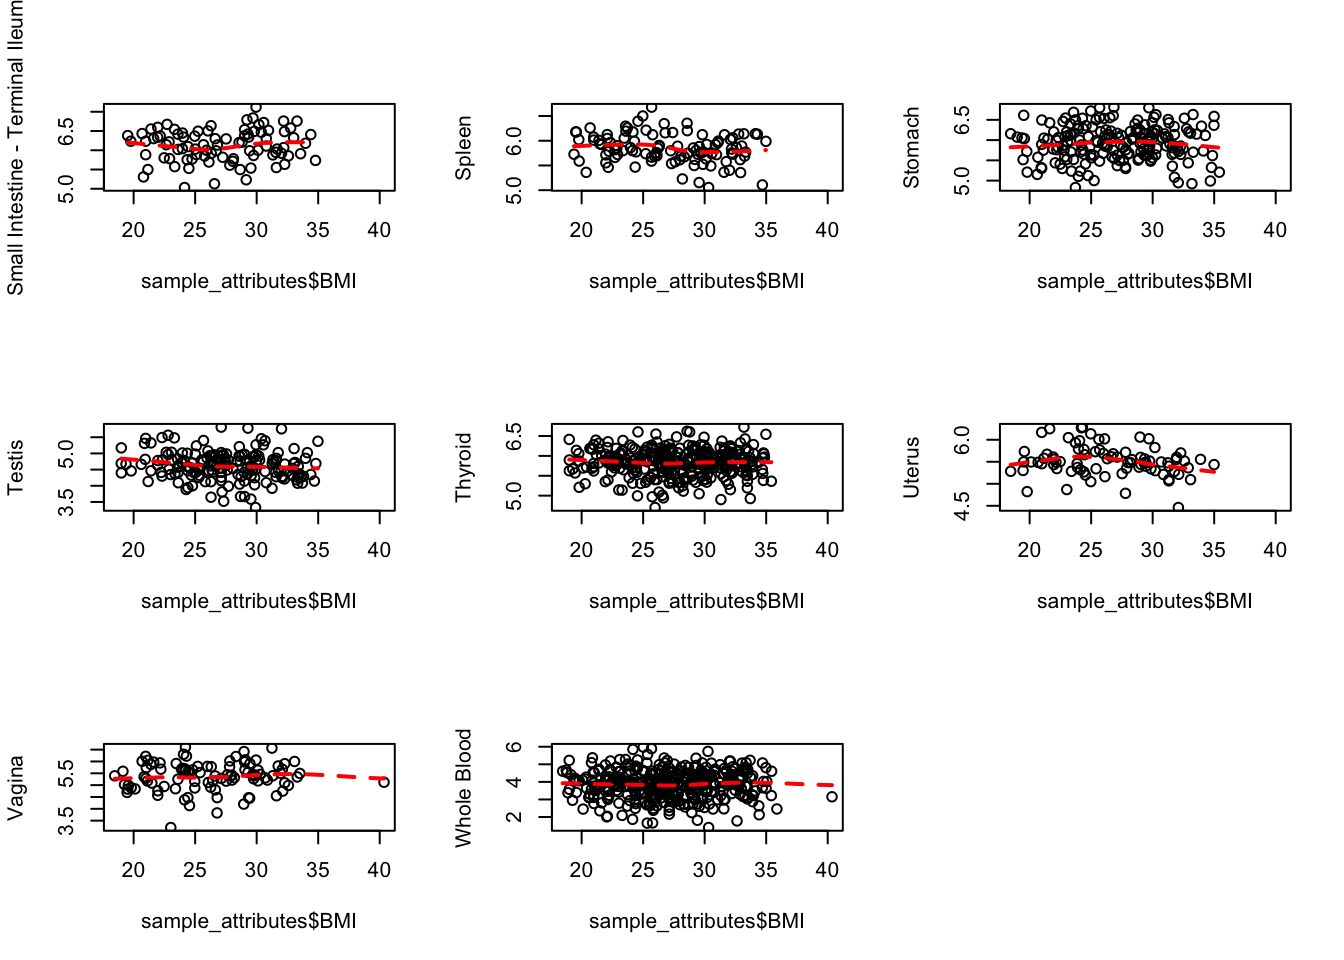 Small Intestine - Terminal Ileum
6.5
5.0
20 25 30 35 40
sample_attributes$BMI
Spleen
6.0
5.0
20 25 30 35 40
sample_attributes$BMI
Stomach
6.5
5.0
20 25 30 35 40
sample_attributes$BMI
Testis
5.0
3.5
20 25 30 35 40
sample_attributes$BMI
Thyroid
6.5
5.0
20 25 30 35 40
sample_attributes$BMI
Uterus
6.0
4.5
20 25 30 35 40
sample_attributes$BMI
Vagina
5.5
3.5
20 25 30 35 40
sample_attributes$BMI
Whole Blood
6
4
2
20 25 30 35 40
sample_attributes$BMI